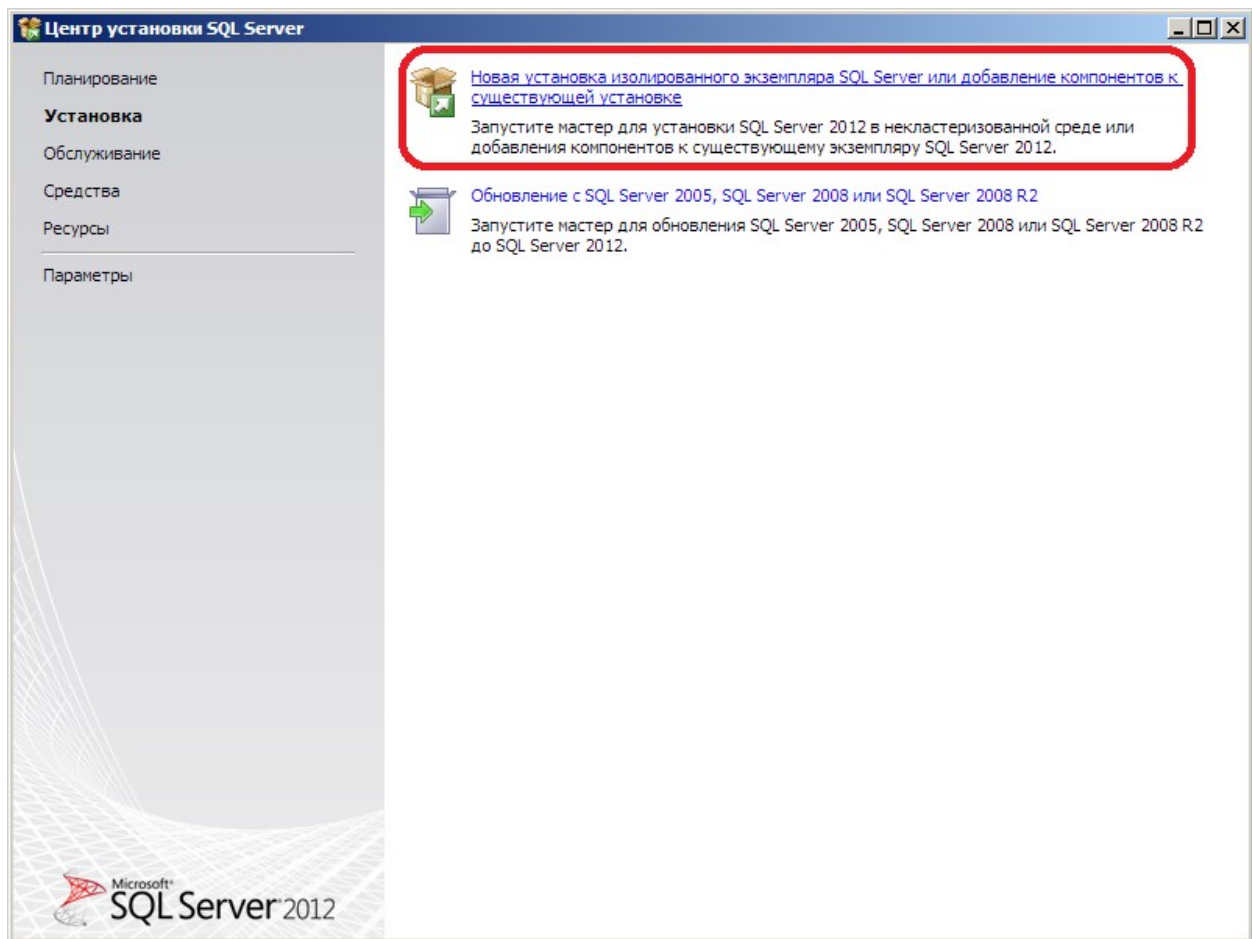 Центр установки SQL Server
Планирование
Установка
Обслуживание
Средства
Ресурсы
Параметры
Новая установка изолированного экземпляра SQL Server или добавление компонентов к
существующей установке
Запустите мастер для установки SQL Server 2012 в некластеризованной среде или
добавления компонентов к существующему экземпляру SQL Server 2012.
Обновление с SQL Server 2005, SQL Server 2008 или SQL Server 2008 R2
Запустите мастер для обновления SQL Server 2005, SQL Server 2008 или SQL Server 2008 R2
до SQL Server 2012.
Microsoft®
SQL Server® 2012